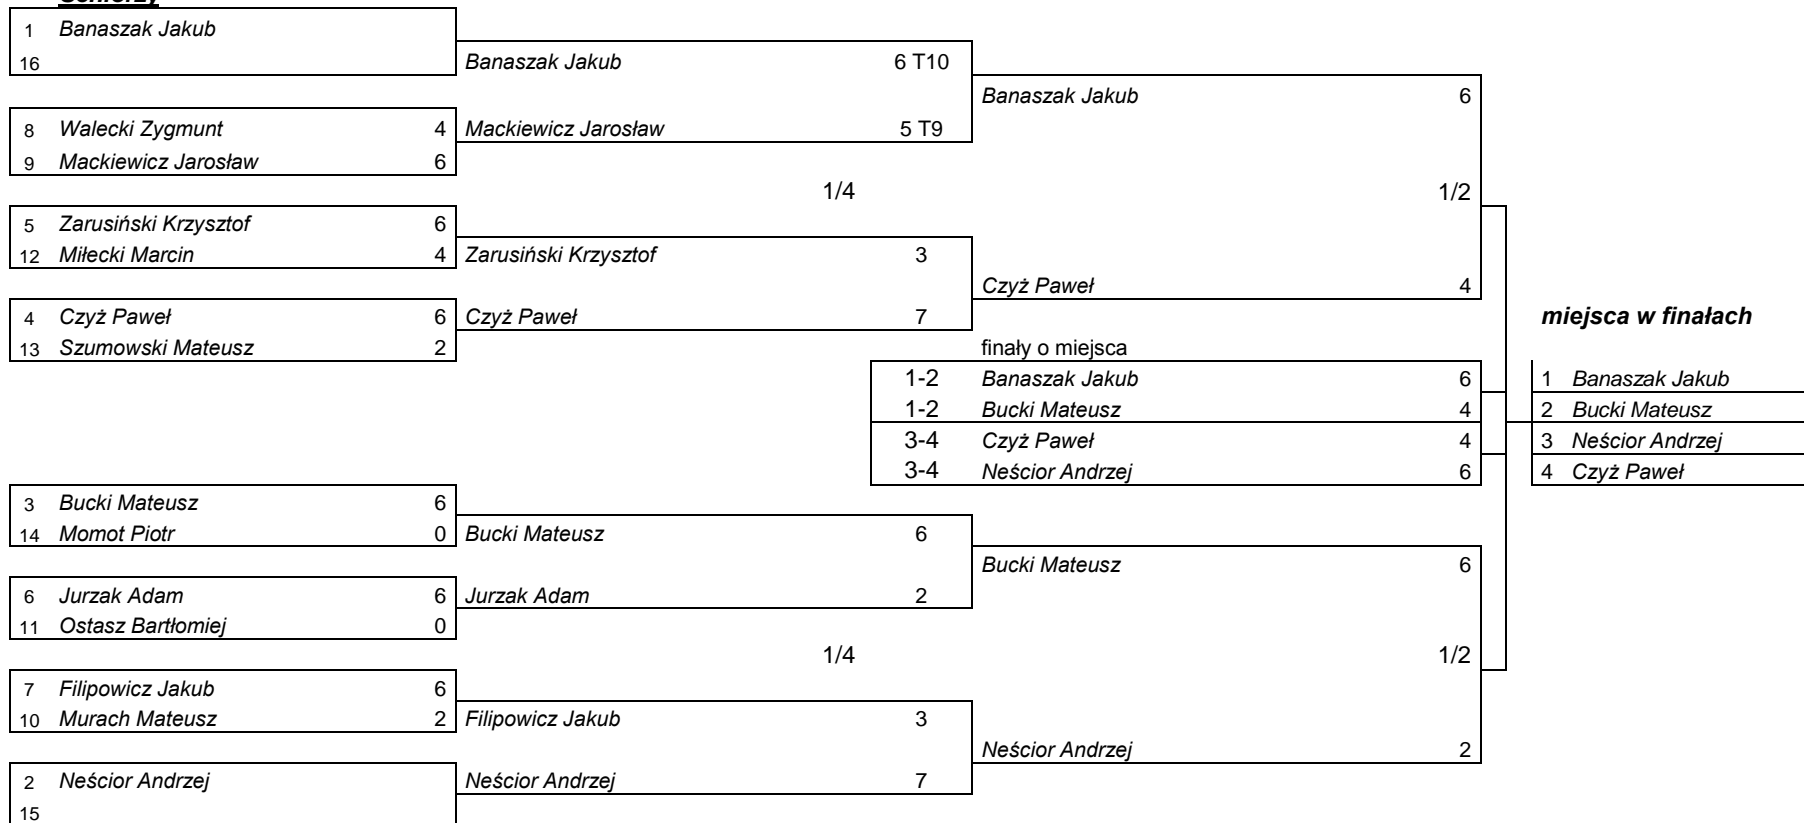 Seniorzy
1 Banaszak Jakub
16
Banaszak Jakub 6 T10
Banaszak Jakub 6
8 Walecki Zygmunt 4
Mackiewicz Jarosław 5 T9
9 Mackiewicz Jarosław 6
1/4
1/2
5 Zarusiński Krzysztof 6
12 Miłecki Marcin 4
Zarusiński Krzysztof 3
Czyż Paweł 4
4 Czyż Paweł 6
Czyż Paweł 7
miejsca w finałach
13 Szumowski Mateusz 2
finały o miejsca
1-2 Banaszak Jakub 6
1 Banaszak Jakub
1-2 Bucki Mateusz 4
2 Bucki Mateusz
3-4 Czyż Paweł 4
3 Neścior Andrzej
3-4 Neścior Andrzej 6
4 Czyż Paweł
3 Bucki Mateusz 6
14 Momot Piotr 0
Bucki Mateusz 6
Bucki Mateusz 6
6 Jurzak Adam 6
Jurzak Adam 2
11 Ostasz Bartłomiej 0
1/4
1/2
7 Filipowicz Jakub 6
10 Murach Mateusz 2
Filipowicz Jakub 3
Neścior Andrzej 2
2 Neścior Andrzej
Neścior Andrzej 7
15